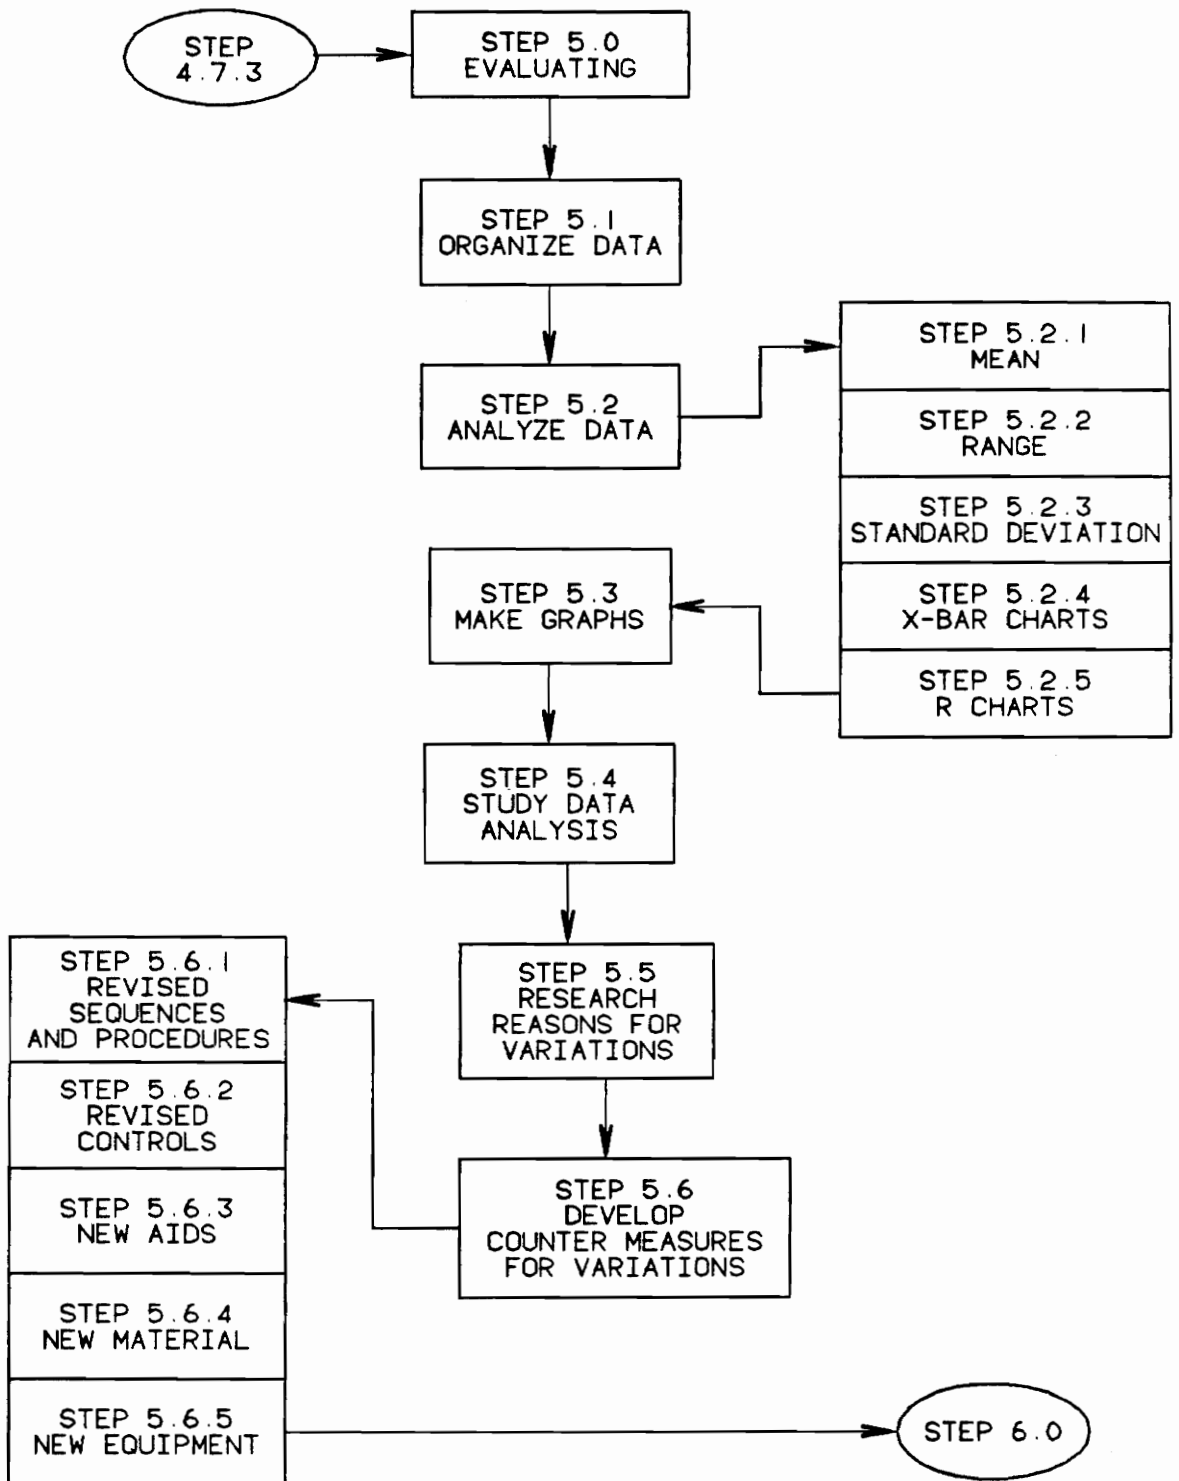 STEP
4.7.3
STEP 5.0
EVALUATING
STEP 5.1
ORGANIZE DATA
STEP 5.2
ANALYZE DATA
STEP 5.2.1
MEAN
STEP 5.2.2
RANGE
STEP 5.2.3
STANDARD DEVIATION
STEP 5.2.4
X-BAR CHARTS
STEP 5.2.5
R CHARTS
STEP 5.3
MAKE GRAPHS
STEP 5.4
STUDY DATA
ANALYSIS
STEP 5.5
RESEARCH
REASONS FOR
VARIATIONS
STEP 5.6
DEVELOP
COUNTER MEASURES
FOR VARIATIONS
STEP 5.6.1
REVISED
SEQUENCES
AND PROCEDURES
STEP 5.6.2
REVISED
CONTROLS
STEP 5.6.3
NEW AIDS
STEP 5.6.4
NEW MATERIAL
STEP 5.6.5
NEW EQUIPMENT
STEP 6.0